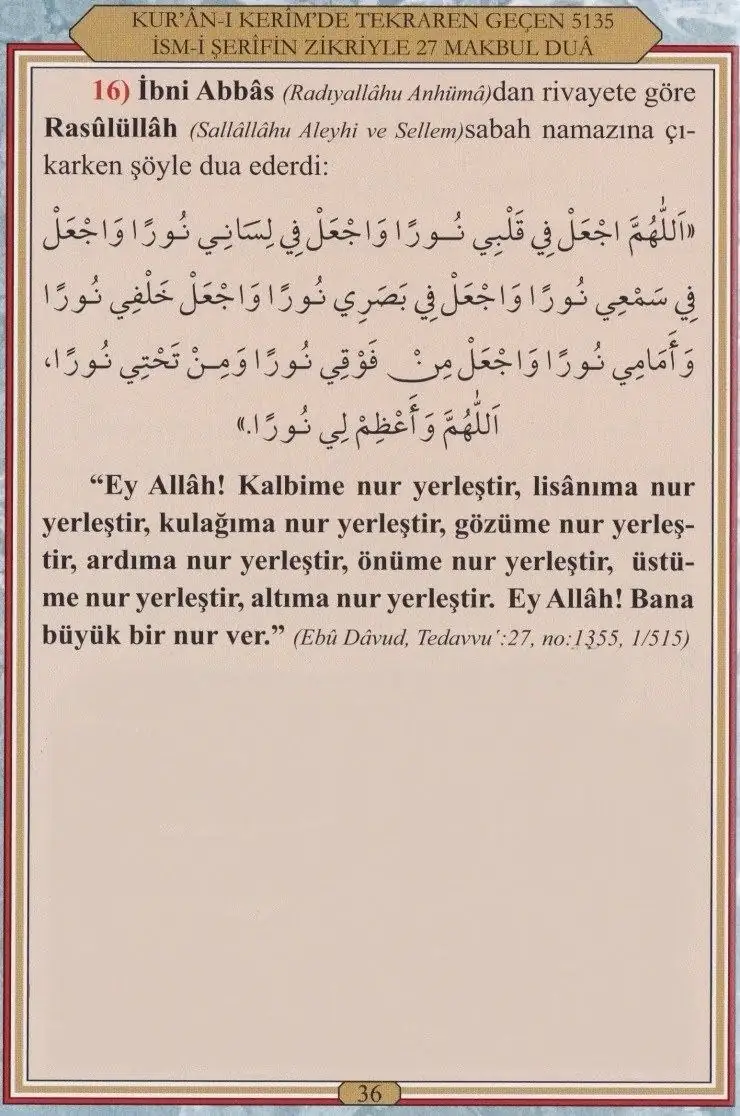 KUR’ÂN-I KERÎM’DE TEKRAREN GEÇEN 5135
İSM-İ ŞERÎFİN ZİKRİYLE 27 MAKBUL DUÂ
16) İbni Abbâs (Radıyallâhu Anhümâ)dan rivayete göre
Rasûlüllâh (Sallâllâhu Aleyhi ve Sellem)sabah namazına çı-
karken şöyle dua ederdi:
«اَللّٰهُمَّ اجْعَلْ فِي قَلْبِي نُورًا وَاجْعَلْ فِي لِسَانِي نُورًا وَاجْعَلْ
فِي سَمْعِي نُورًا وَاجْعَلْ فِي بَصَرِي نُورًا وَاجْعَلْ خَلْفِي نُورًا
وَأَمَامِي نُورًا وَاجْعَلْ مِنْ فَوْقِي نُورًا وَمِنْ تَحْتِي نُورًا،
اَللّٰهُمَّ وَأَعْظِمْ لِي نُورًا.»
“Ey Allâh! Kalbime nur yerleştir, lisânıma nur
yerleştir, kulağıma nur yerleştir, gözüme nur yerleş-
tir, ardıma nur yerleştir, önüme nur yerleştir, üstü-
me nur yerleştir, altıma nur yerleştir. Ey Allâh! Bana
büyük bir nur ver.” (Ebû Dâvud, Tedavvu‘:27, no:1355, 1/515)
36